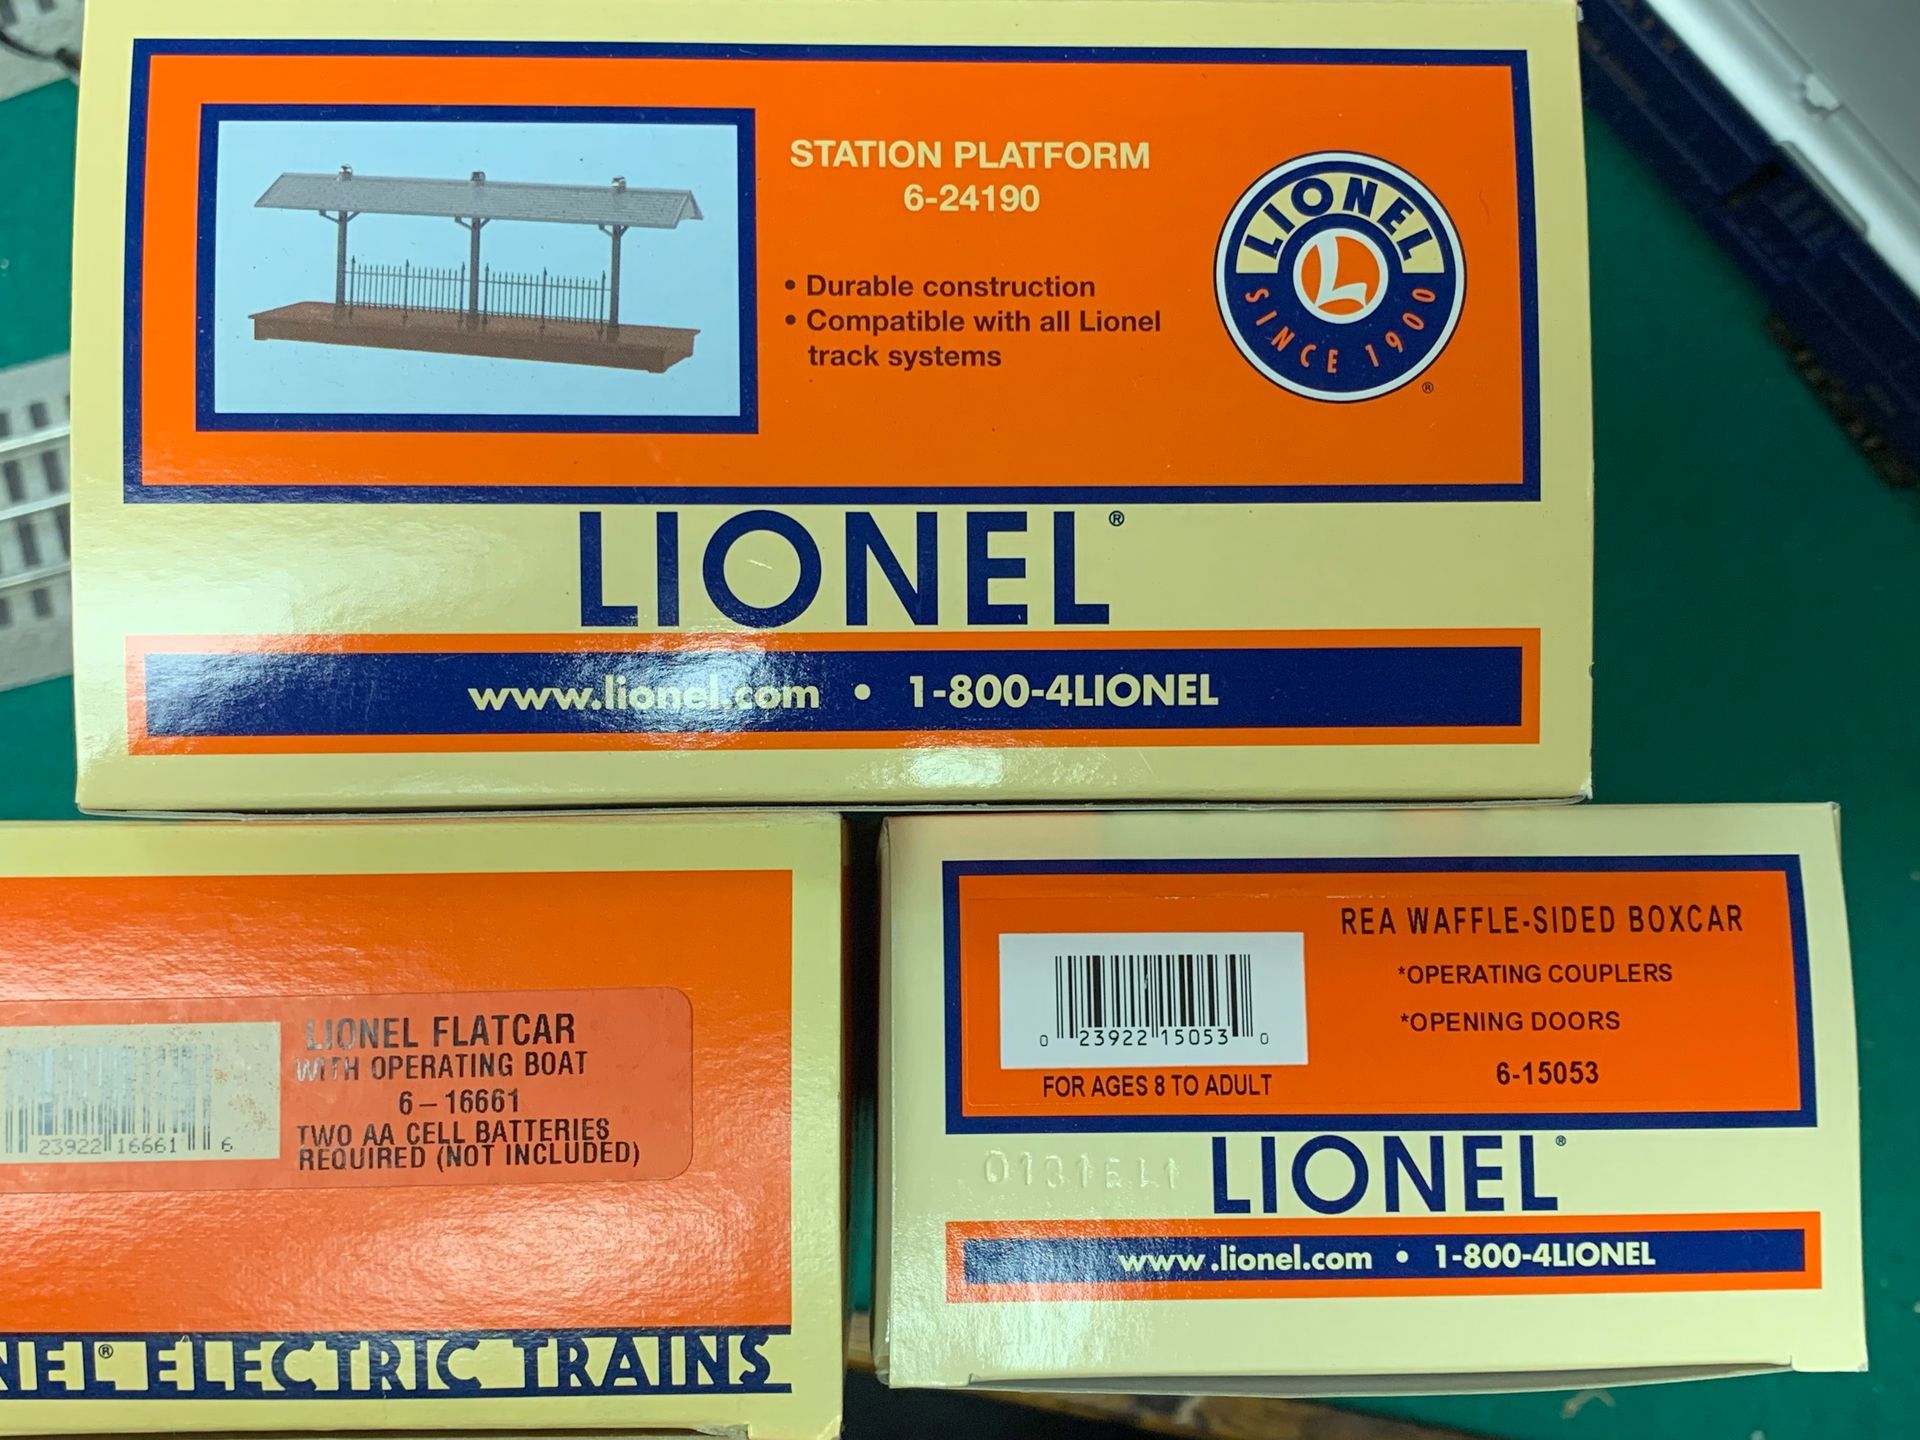 STATION PLATFORM
6-24190
• Durable construction
• Compatible with all Lionel
track systems
LIONEL
L
SINCE 1900
®
LIONEL®
www.lionel.com • 1-800-4LIONEL
LIONEL FLATCAR
WITH OPERATING BOAT
6-16661
TWO AA CELL BATTERIES
REQUIRED (NOT INCLUDED)
23922 16661 6
NEL® ELECTRIC TRAINS
REA WAFFLE-SIDED BOXCAR
*OPERATING COUPLERS
*OPENING DOORS
6-15053
0 23922 15053 0
FOR AGES 8 TO ADULT
LIONEL®
www.lionel.com • 1-800-4LIONEL